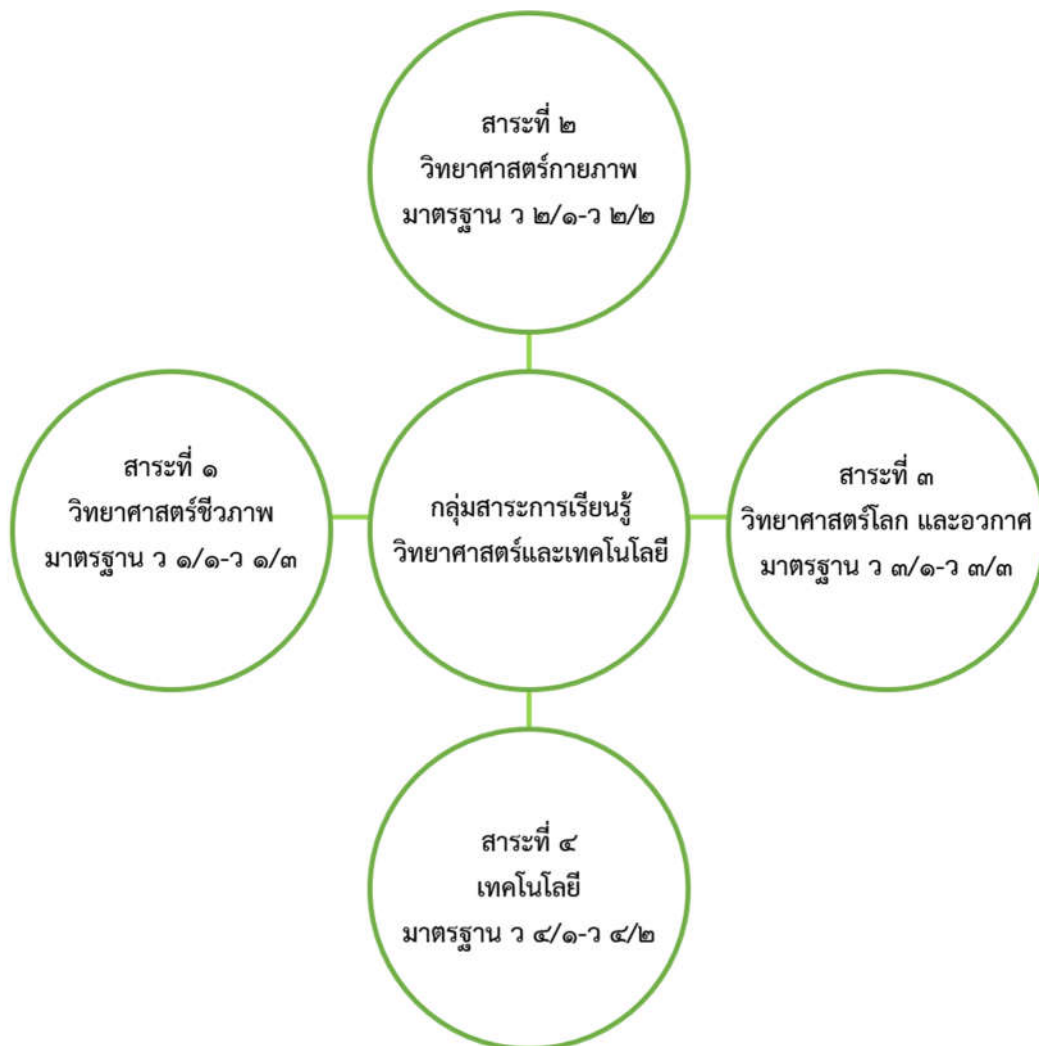 สาระที่ ๒
วิทยาศาสตร์กายภาพ
มาตรฐาน ว ๒/๑-ว ๒/๒
สาระที่ ๑
วิทยาศาสตร์ชีวภาพ
มาตรฐาน ว ๑/๑-ว ๑/๓
กลุ่มสาระการเรียนรู้
วิทยาศาสตร์และเทคโนโลยี
สาระที่ ๓
วิทยาศาสตร์โลก และอวกาศ
มาตรฐาน ว ๓/๑-ว ๓/๓
สาระที่ ๔
เทคโนโลยี
มาตรฐาน ว ๔/๑-ว ๔/๒